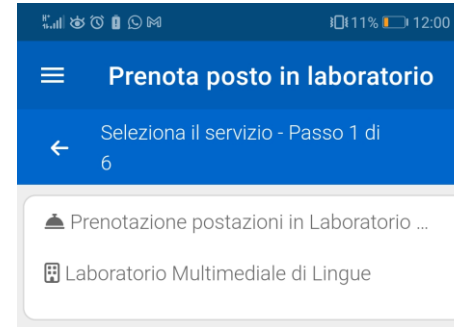 11% 12:00
Prenota posto in laboratorio
Seleziona il servizio - Passo 1 di
6
Prenotazione postazioni in Laboratorio ...
Laboratorio Multimediale di Lingue